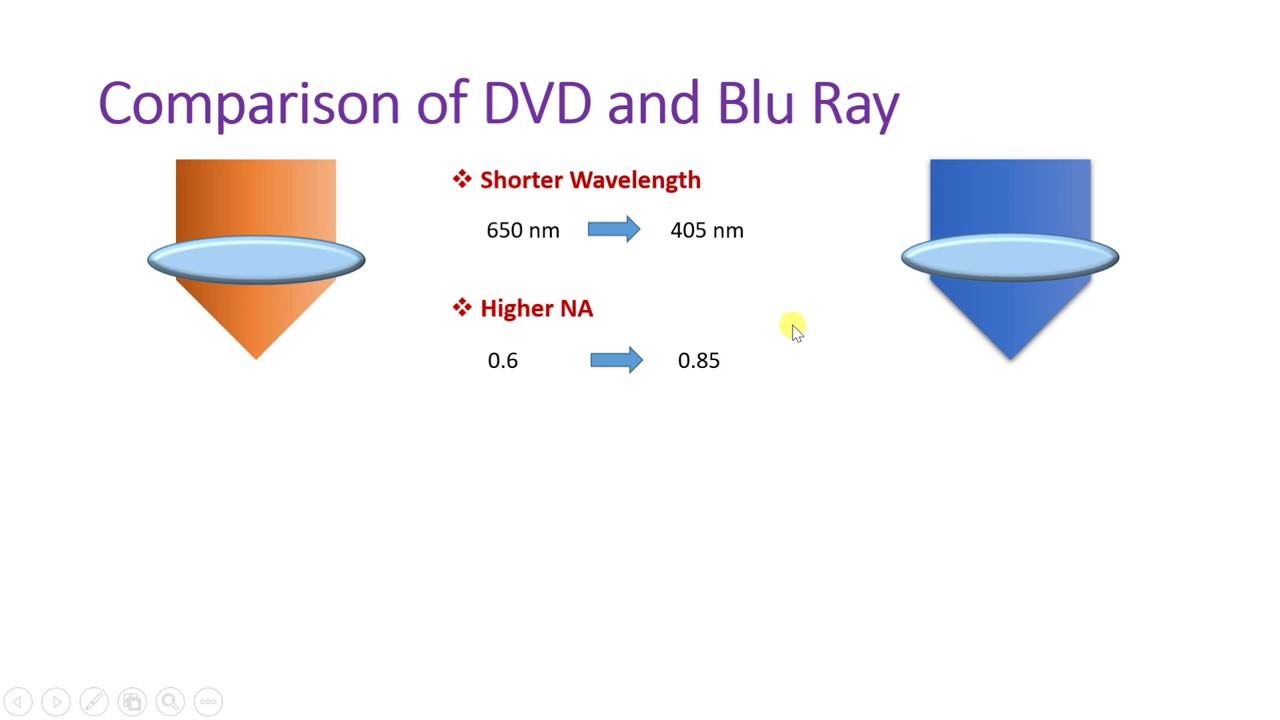 Comparison of DVD and Blu Ray
❖ Shorter Wavelength
650 nm 405 nm
❖ Higher NA
0.6 0.85